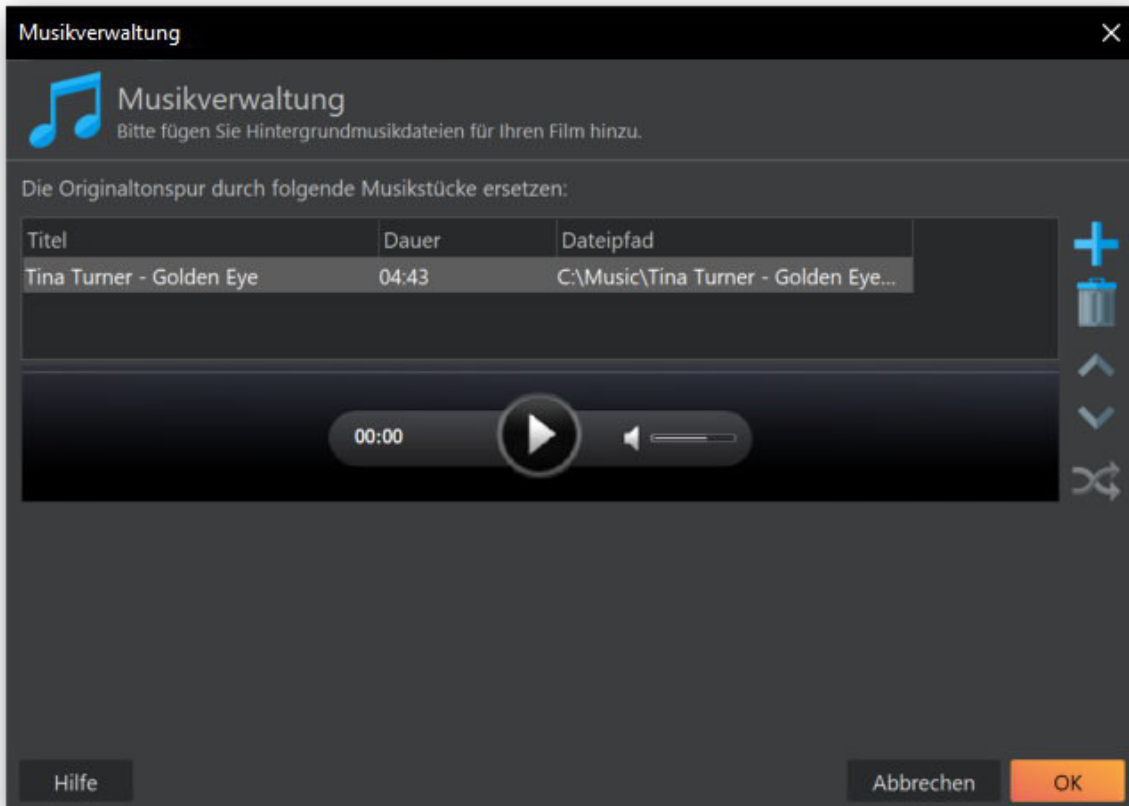 Musikverwaltung
Musikverwaltung
Bitte fügen Sie Hintergrundmusikdateien für Ihren Film hinzu.
Die Originaltonspur durch folgende Musikstücke ersetzen:
Titel Dauer Dateipfad
Tina Turner - Golden Eye 04:43 C:\Music\Tina Turner - Golden Eye...
00:00
Hilfe Abbrechen OK